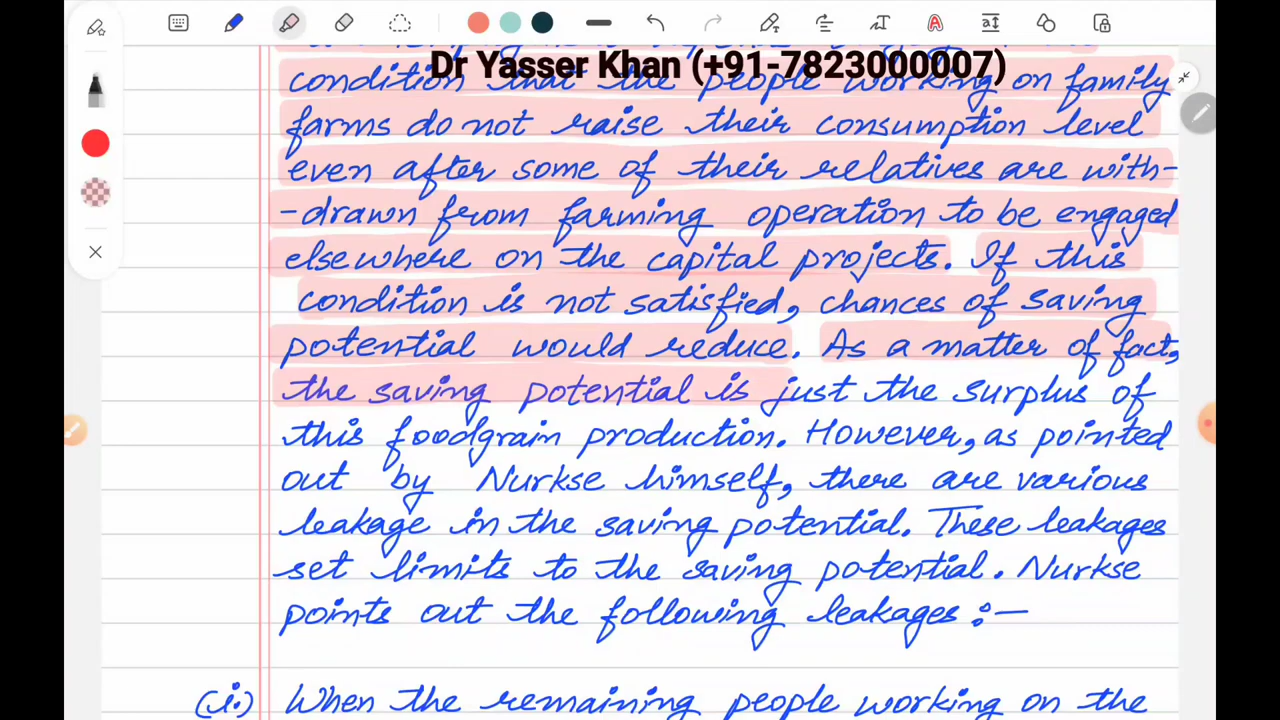 Dr Yasser Khan (+91-7823000007)
condition that the people working on family
farms do not raise their consumption level
even after some of their relatives are with-
-drawn from farming operation to be engaged
elsewhere on the capital projects. If this
condition is not satisfied, chances of saving
potential would reduce. As a matter of fact,
the saving potential is just the surplus of
this foodgrain production. However, as pointed
out by Nurkse himself, there are various
leakage in the saving potential. These leakages
set limits to the saving potential. Nurkse
points out the following leakages :—
(i.) When the remaining people working on the